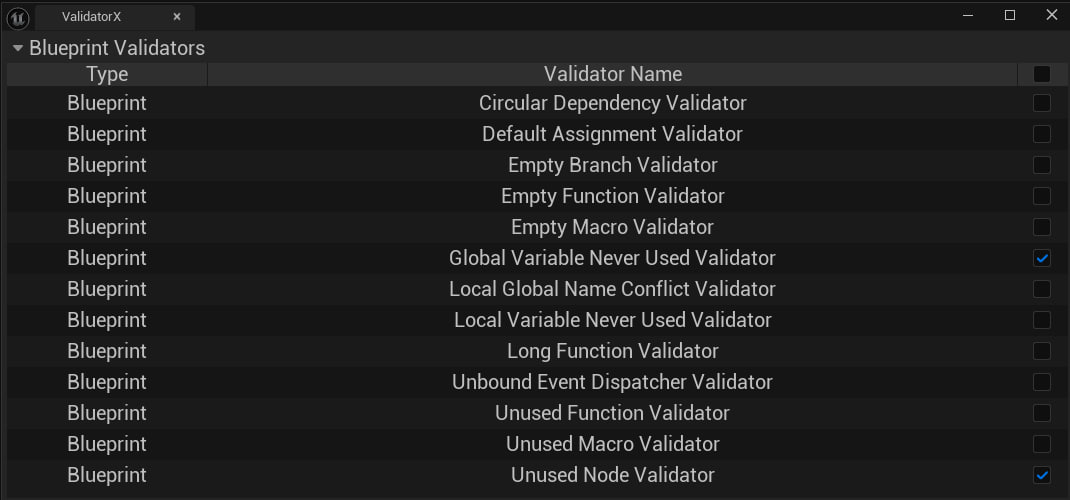 ValidatorX
Blueprint Validators
Type Validator Name
Blueprint Circular Dependency Validator
Blueprint Default Assignment Validator
Blueprint Empty Branch Validator
Blueprint Empty Function Validator
Blueprint Empty Macro Validator
Blueprint Global Variable Never Used Validator
Blueprint Local Global Name Conflict Validator
Blueprint Local Variable Never Used Validator
Blueprint Long Function Validator
Blueprint Unbound Event Dispatcher Validator
Blueprint Unused Function Validator
Blueprint Unused Macro Validator
Blueprint Unused Node Validator